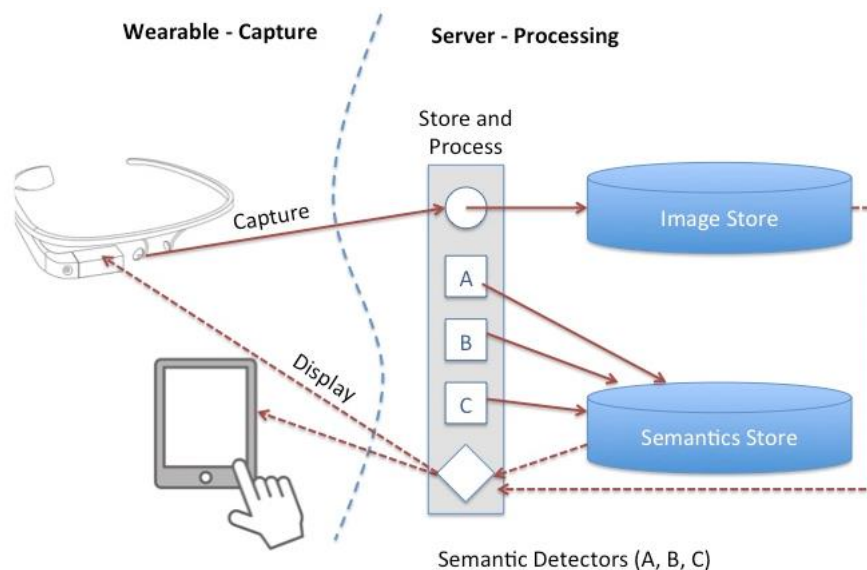 Wearable - Capture
Server - Processing
Store and
Process
Capture
Image Store
A
B
Display
C
Semantics Store
Semantic Detectors (A, B, C)